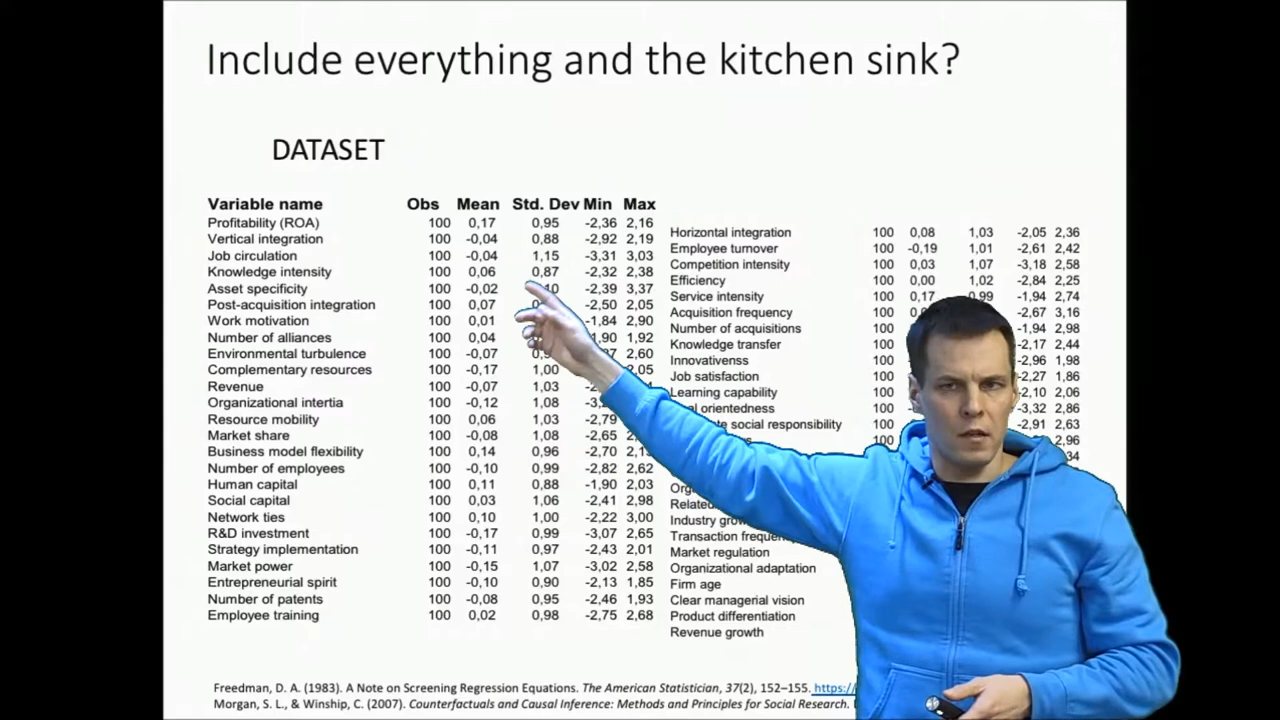 Include everything and the kitchen sink?
DATASET
Variable name Obs Mean Std. Dev Min Max
Profitability (ROA) 100 0,17 0,95 -2,36 2,16
Vertical integration 100 -0,04 0,88 -2,92 2,19
Job circulation 100 -0,04 1,15 -3,31 3,03
Knowledge intensity 100 0,06 0,87 -2,32 2,38
Asset specificity 100 -0,02 -2,39 3,37
Post-acquisition integration 100 0,07 -2,50 2,05
Work motivation 100 0,01 -1,84 2,90
Number of alliances 100 0,04 1,92
Environmental turbulence 100 -0,07 2,60
Complementary resources 100 -0,17 1,00
Revenue 100 -0,07 1,03
Organizational intertia 100 -0,12 1,08
Resource mobility 100 0,06 1,03 -2,79
Market share 100 -0,08 1,08 -2,65
Business model flexibility 100 0,14 0,96 -2,70
Number of employees 100 -0,10 0,99 -2,82 2,62
Human capital 100 0,11 0,88 -1,90 2,03
Social capital 100 0,03 1,06 -2,41 2,98
Network ties 100 0,10 1,00 -2,22 3,00
R&D investment 100 -0,17 0,99 -3,07 2,65
Strategy implementation 100 -0,11 0,97 -2,43 2,01
Market power 100 -0,15 1,07 -3,02 2,58
Entrepreneurial spirit 100 -0,10 0,90 -2,13 1,85
Number of patents 100 -0,08 0,95 -2,46 1,93
Employee training 100 0,02 0,98 -2,75 2,68
Horizontal integration 100 0,08 1,03 -2,05 2,36
Employee turnover 100 -0,19 1,01 -2,61 2,42
Competition intensity 100 0,03 1,07 -3,18 2,58
Efficiency 100 0,00 1,02 -2,84 2,25
Service intensity 100 0,17 0,99 -1,94 2,74
Acquisition frequency 100 -2,67 3,16
Number of acquisitions 100 -1,94 2,98
Knowledge transfer 100 -2,17 2,44
Innovativenss 100 -2,96 1,98
Job satisfaction 100 -2,27 1,86
Learning capability 100 -2,10 2,06
orientedness 100 -3,32 2,86
social responsibility 100 -2,91 2,63
100 2,96
Related
Industry
Transaction
Market regulation
Organizational adaptation
Firm age
Clear managerial vision
Product differentiation
Revenue growth
Freedman, D. A. (1983). A Note on Screening Regression Equations. The American Statistician, 37(2), 152–155. https:/
Morgan, S. L., & Winship, C. (2007). Counterfactuals and Causal Inference: Methods and Principles for Social Research.